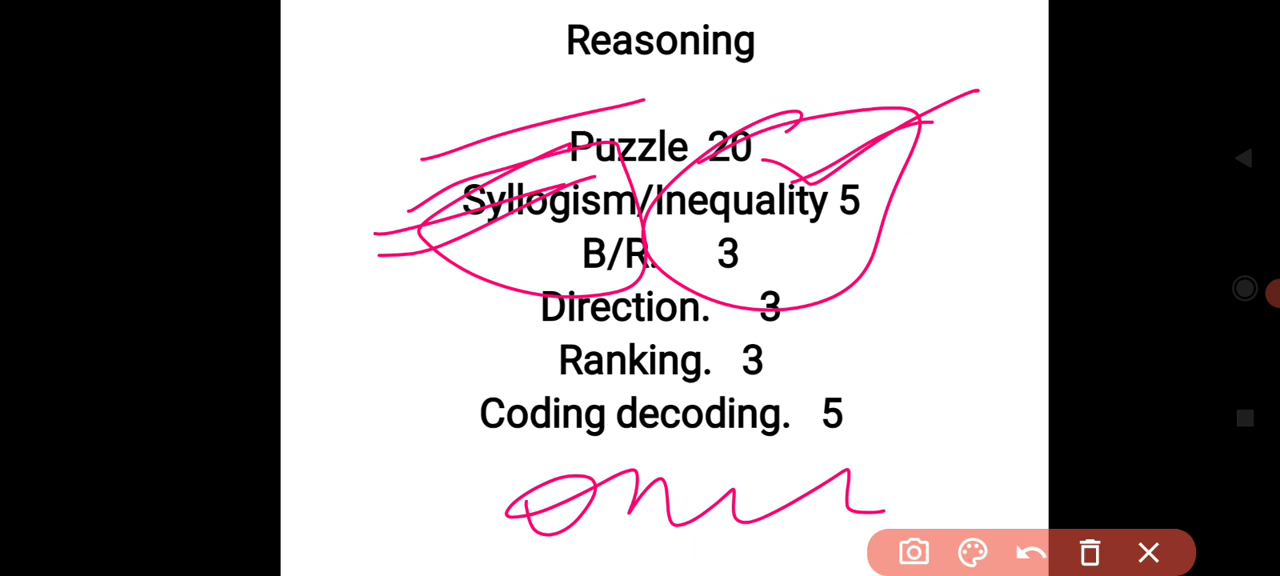 Reasoning
Puzzle 20
Syllogism/Inequality 5
B/R. 3
Direction. 3
Ranking. 3
Coding decoding. 5